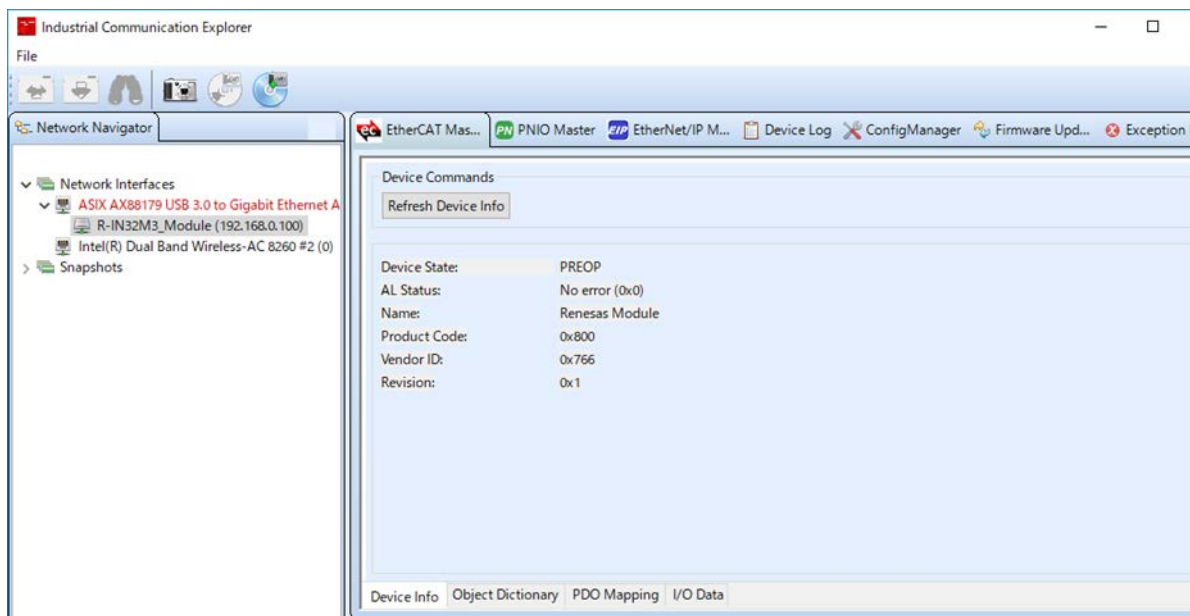 Industrial Communication Explorer
File
Network Navigator
EtherCAT Mas... PN PNIO Master EIP EtherNet/IP M... Device Log ConfigManager Firmware Upd... Exception
Network Interfaces
ASIX AX88179 USB 3.0 to Gigabit Ethernet A
R-IN32M3_Module (192.168.0.100)
Intel(R) Dual Band Wireless-AC 8260 #2 (0)
Snapshots
Device Commands
Refresh Device Info
Device State: PREOP
AL Status: No error (0x0)
Name: Renesas Module
Product Code: 0x800
Vendor ID: 0x766
Revision: 0x1
Device Info Object Dictionary PDO Mapping I/O Data